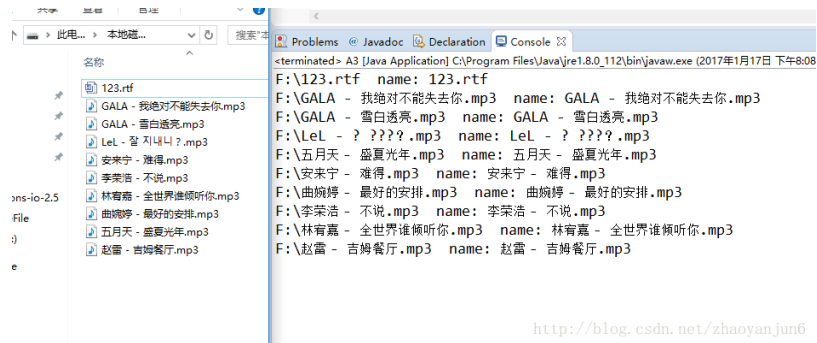 共享 查看 管理
此电... > 本地磁... 搜索"本
名称
123.rtf
GALA - 我绝对不能失去你.mp3
GALA - 雪白透亮.mp3
LeL - 잘 지내니 ? .mp3
安来宁 - 难得.mp3
李荣浩 - 不说.mp3
林宥嘉 - 全世界谁倾听你.mp3
曲婉婷 - 最好的安排.mp3
五月天 - 盛夏光年.mp3
赵雷 - 吉姆餐厅.mp3
ons-io-2.5
File
:)
e
Problems @ Javadoc Declaration Console
<terminated> A3 [Java Application] C:\Program Files\Java\jre1.8.0_112\bin\javaw.exe (2017年1月17日 下午8:08
F:\123.rtf name: 123.rtf
F:\GALA - 我绝对不能失去你.mp3 name: GALA - 我绝对不能失去你.mp3
F:\GALA - 雪白透亮.mp3 name: GALA - 雪白透亮.mp3
F:\LeL - ? ????.mp3 name: LeL - ? ????.mp3
F:\五月天 - 盛夏光年.mp3 name: 五月天 - 盛夏光年.mp3
F:\安来宁 - 难得.mp3 name: 安来宁 - 难得.mp3
F:\曲婉婷 - 最好的安排.mp3 name: 曲婉婷 - 最好的安排.mp3
F:\李荣浩 - 不说.mp3 name: 李荣浩 - 不说.mp3
F:\林宥嘉 - 全世界谁倾听你.mp3 name: 林宥嘉 - 全世界谁倾听你.mp3
F:\赵雷 - 吉姆餐厅.mp3 name: 赵雷 - 吉姆餐厅.mp3
http://blog.csdn.net/zhaoyanjun6